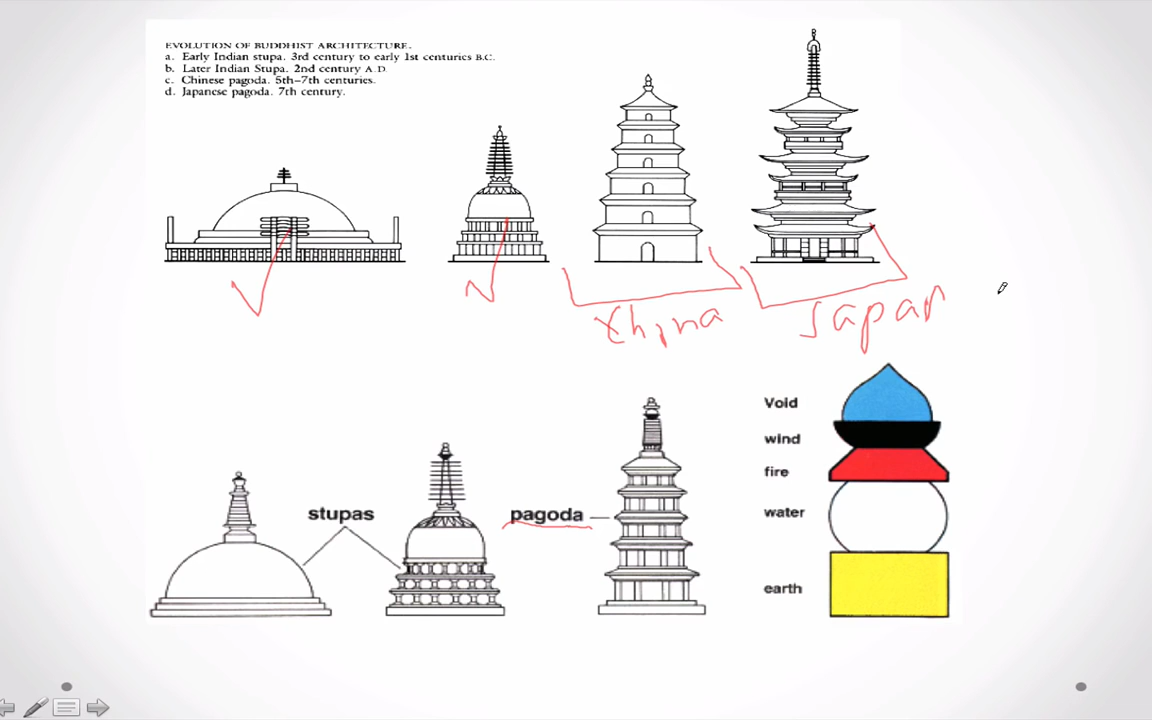 EVOLUTION OF BUDDHIST ARCHITECTURE.
a. Early Indian stupa. 3rd century to early 1st centuries B.C.
b. Later Indian Stupa. 2nd century A.D.
c. Chinese pagoda. 5th–7th centuries.
d. Japanese pagoda. 7th century.
China
Japan
Void
wind
fire
stupas
pagoda
water
earth